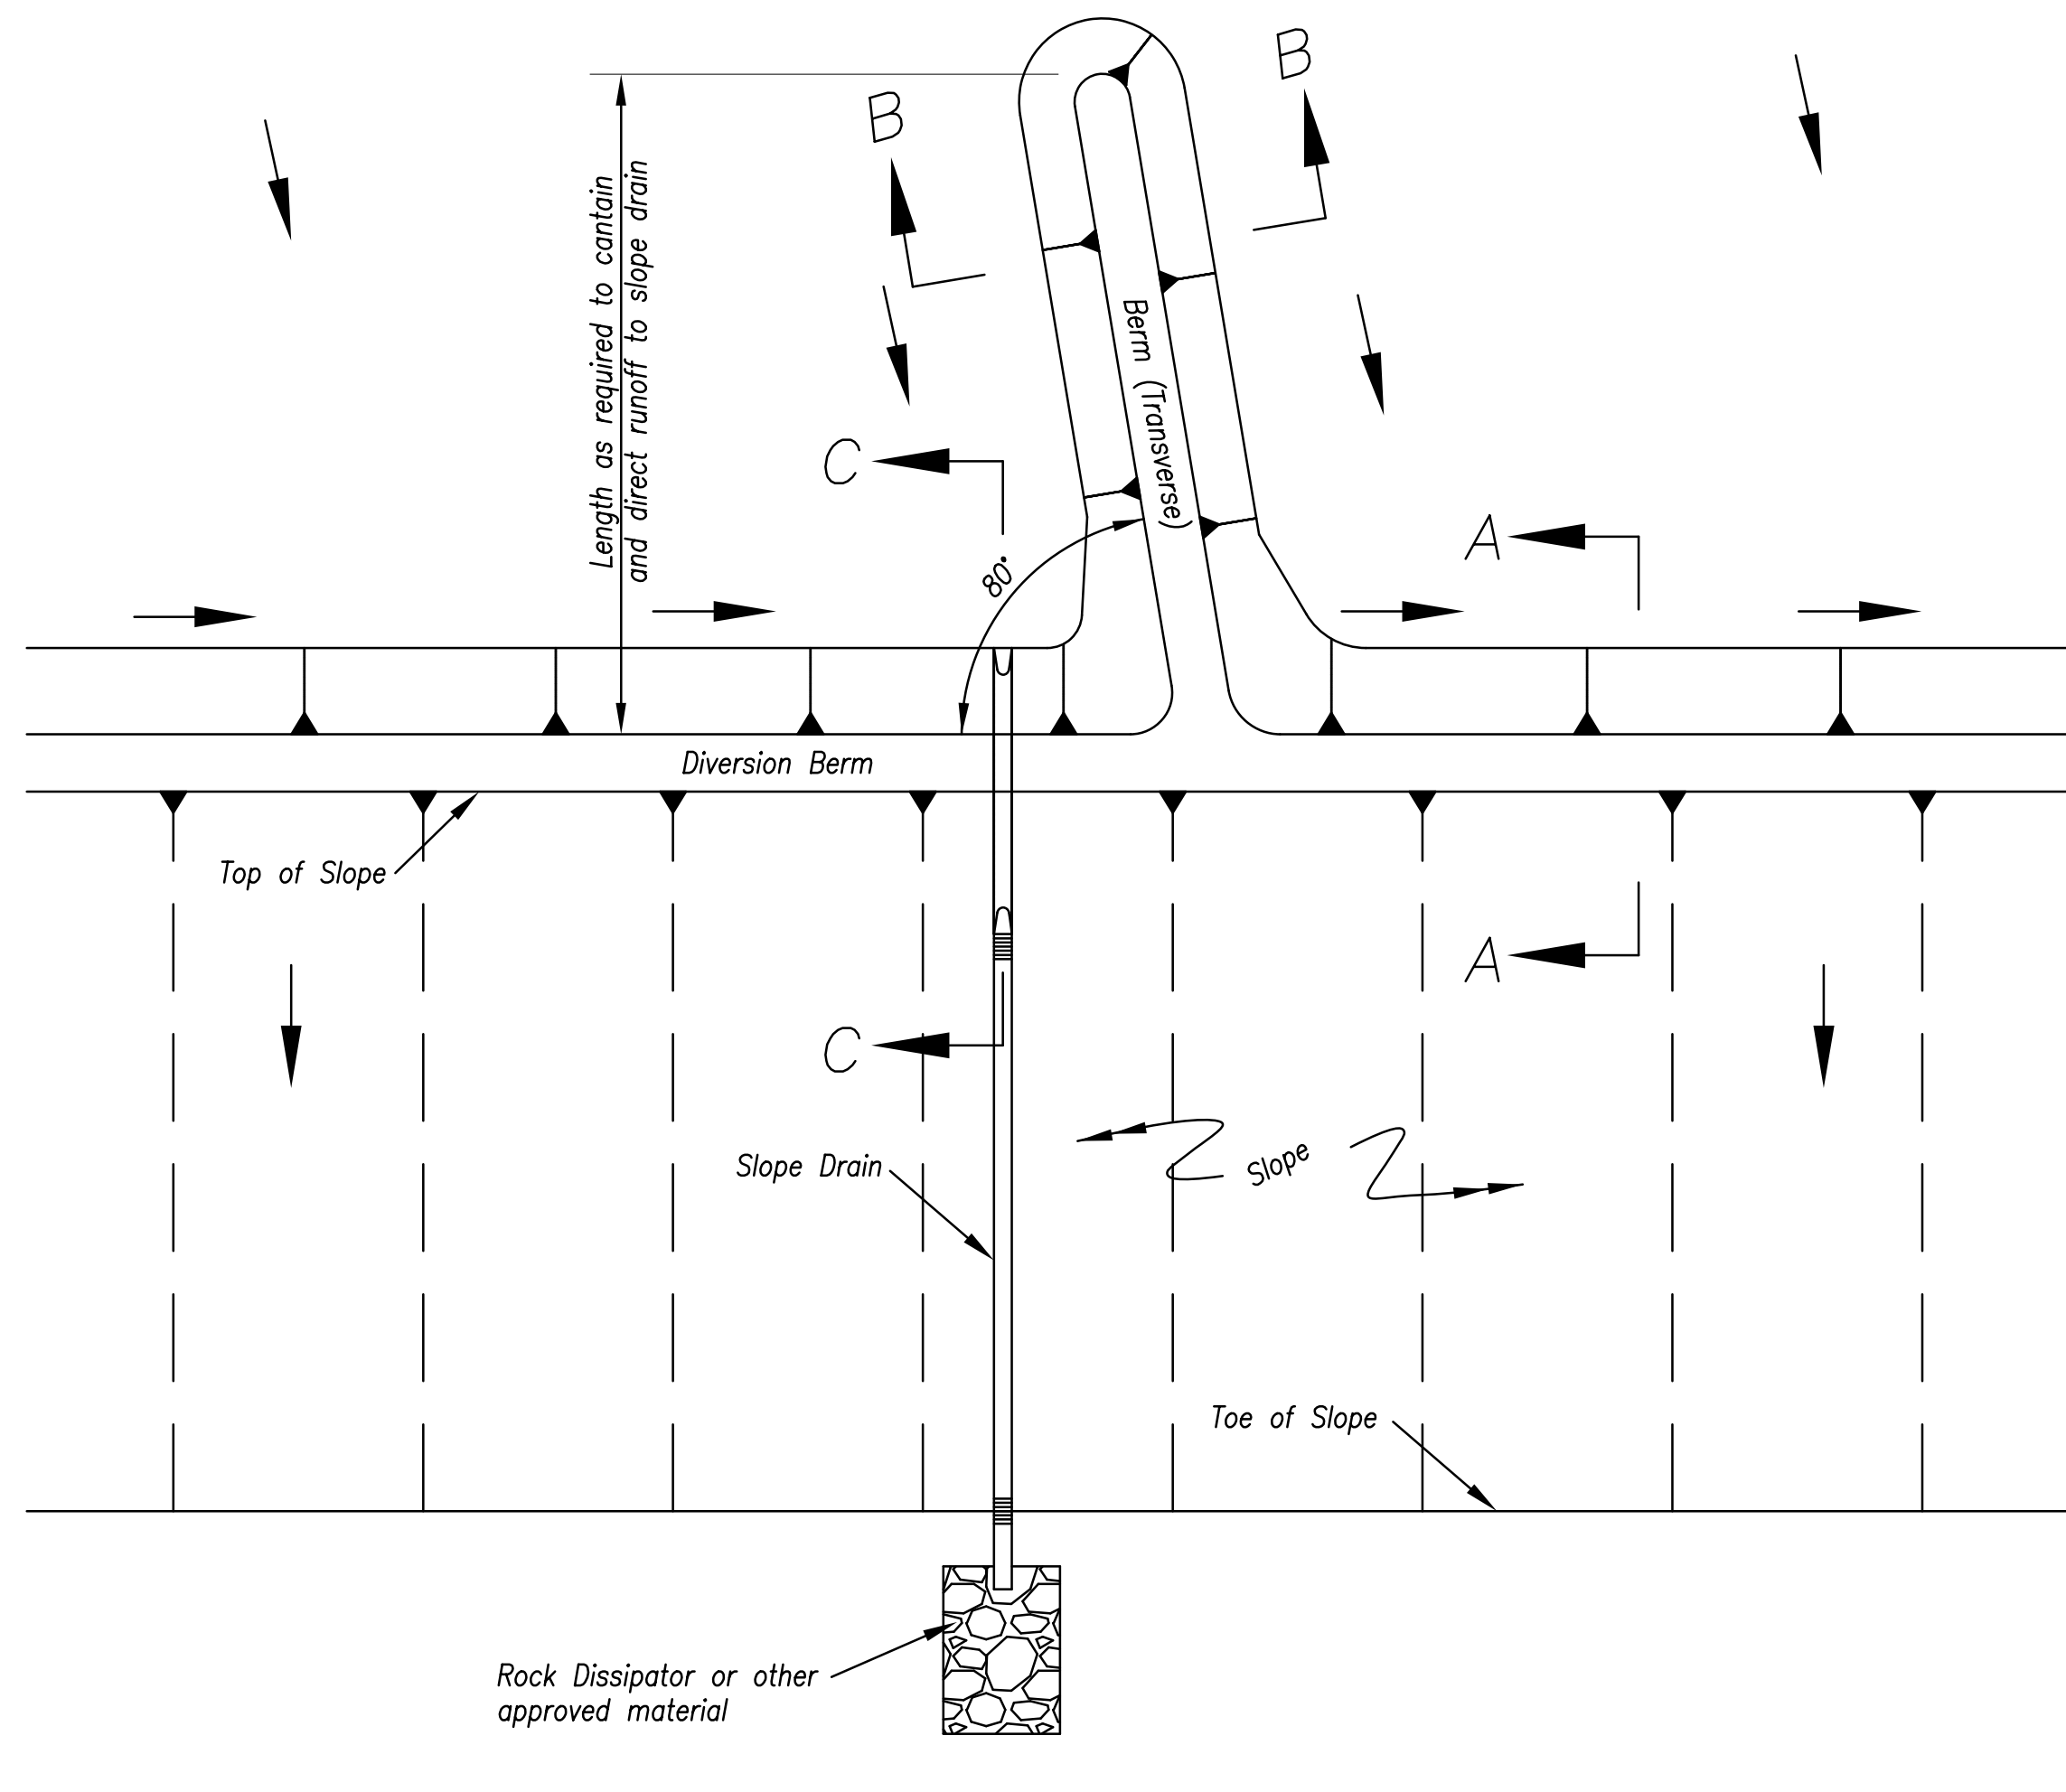 B
B
Length as required to cantain
and direct runoff to slope drain
Berm (Transverse)
C
A
80°
Diversion Berm
Top of Slope
A
C
Slope Drain
Slope
Toe of Slope
Rock Dissipator or other
approved material